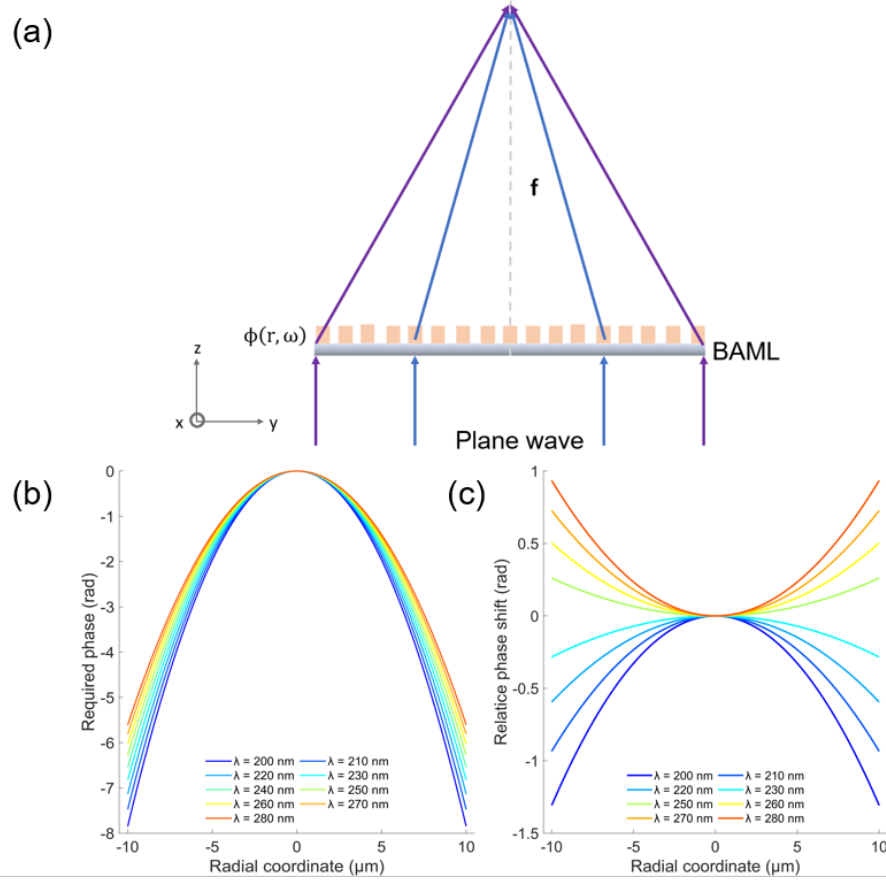 (a)
f
ϕ(r, ω)
BAML
z
x
y
Plane wave
(b)
Required phase (rad)
0
-1
-2
-3
-4
-5
-6
-7
-8
λ = 200 nm λ = 210 nm
λ = 220 nm λ = 230 nm
λ = 240 nm λ = 250 nm
λ = 260 nm λ = 270 nm
λ = 280 nm
-10 -5 0 5 10
Radial coordinate (μm)
(c)
Relatice phase shift (rad)
1
0.5
0
-0.5
-1
-1.5
λ = 200 nm λ = 210 nm
λ = 220 nm λ = 230 nm
λ = 250 nm λ = 260 nm
λ = 270 nm λ = 280 nm
-10 -5 0 5 10
Radial coordinate (μm)